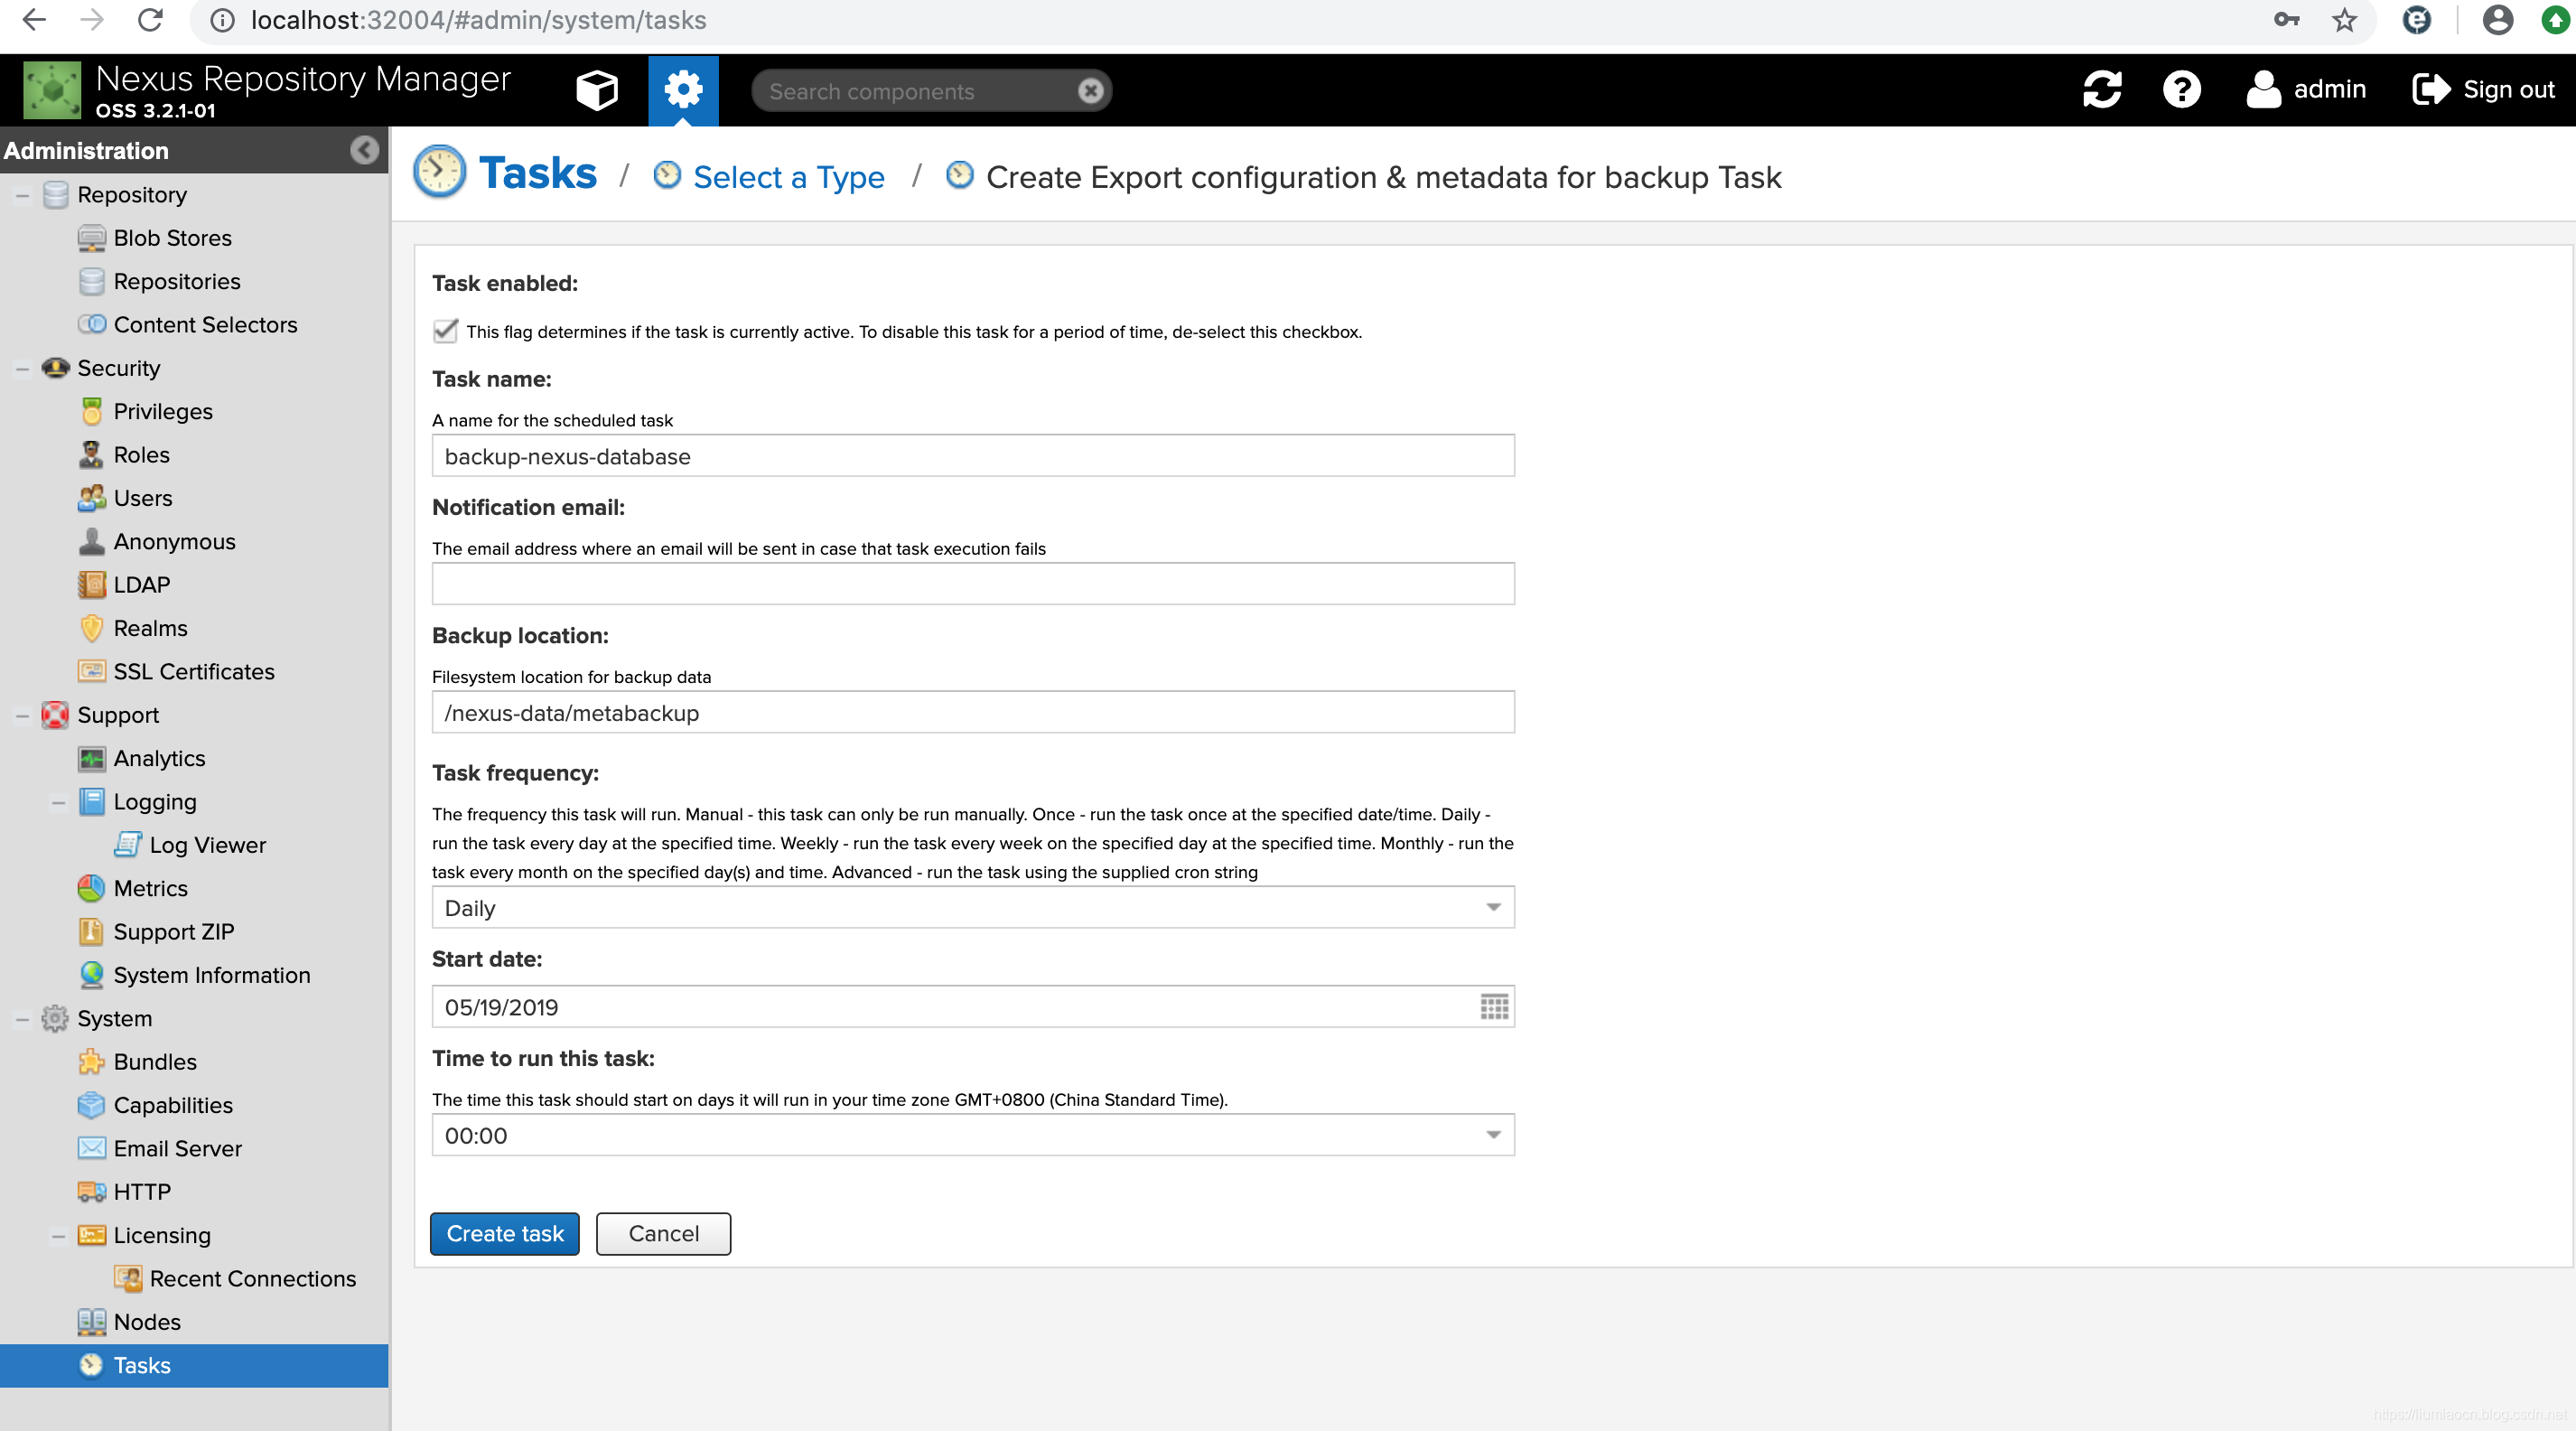 localhost:32004/#admin/system/tasks
Nexus Repository Manager
OSS 3.2.1-01
Search components
admin
Sign out
Administration
Repository
Blob Stores
Repositories
Content Selectors
Security
Privileges
Roles
Users
Anonymous
LDAP
Realms
SSL Certificates
Support
Analytics
Logging
Log Viewer
Metrics
Support ZIP
System Information
System
Bundles
Capabilities
Email Server
HTTP
Licensing
Recent Connections
Nodes
Tasks
Tasks / Select a Type / Create Export configuration & metadata for backup Task
Task enabled:
This flag determines if the task is currently active. To disable this task for a period of time, de-select this checkbox.
Task name:
A name for the scheduled task
backup-nexus-database
Notification email:
The email address where an email will be sent in case that task execution fails
Backup location:
Filesystem location for backup data
/nexus-data/metabackup
Task frequency:
The frequency this task will run. Manual - this task can only be run manually. Once - run the task once at the specified date/time. Daily -
run the task every day at the specified time. Weekly - run the task every week on the specified day at the specified time. Monthly - run the
task every month on the specified day(s) and time. Advanced - run the task using the supplied cron string
Daily
Start date:
05/19/2019
Time to run this task:
The time this task should start on days it will run in your time zone GMT+0800 (China Standard Time).
00:00
Create task
Cancel
https://liumiaocn.blog.csdn.net